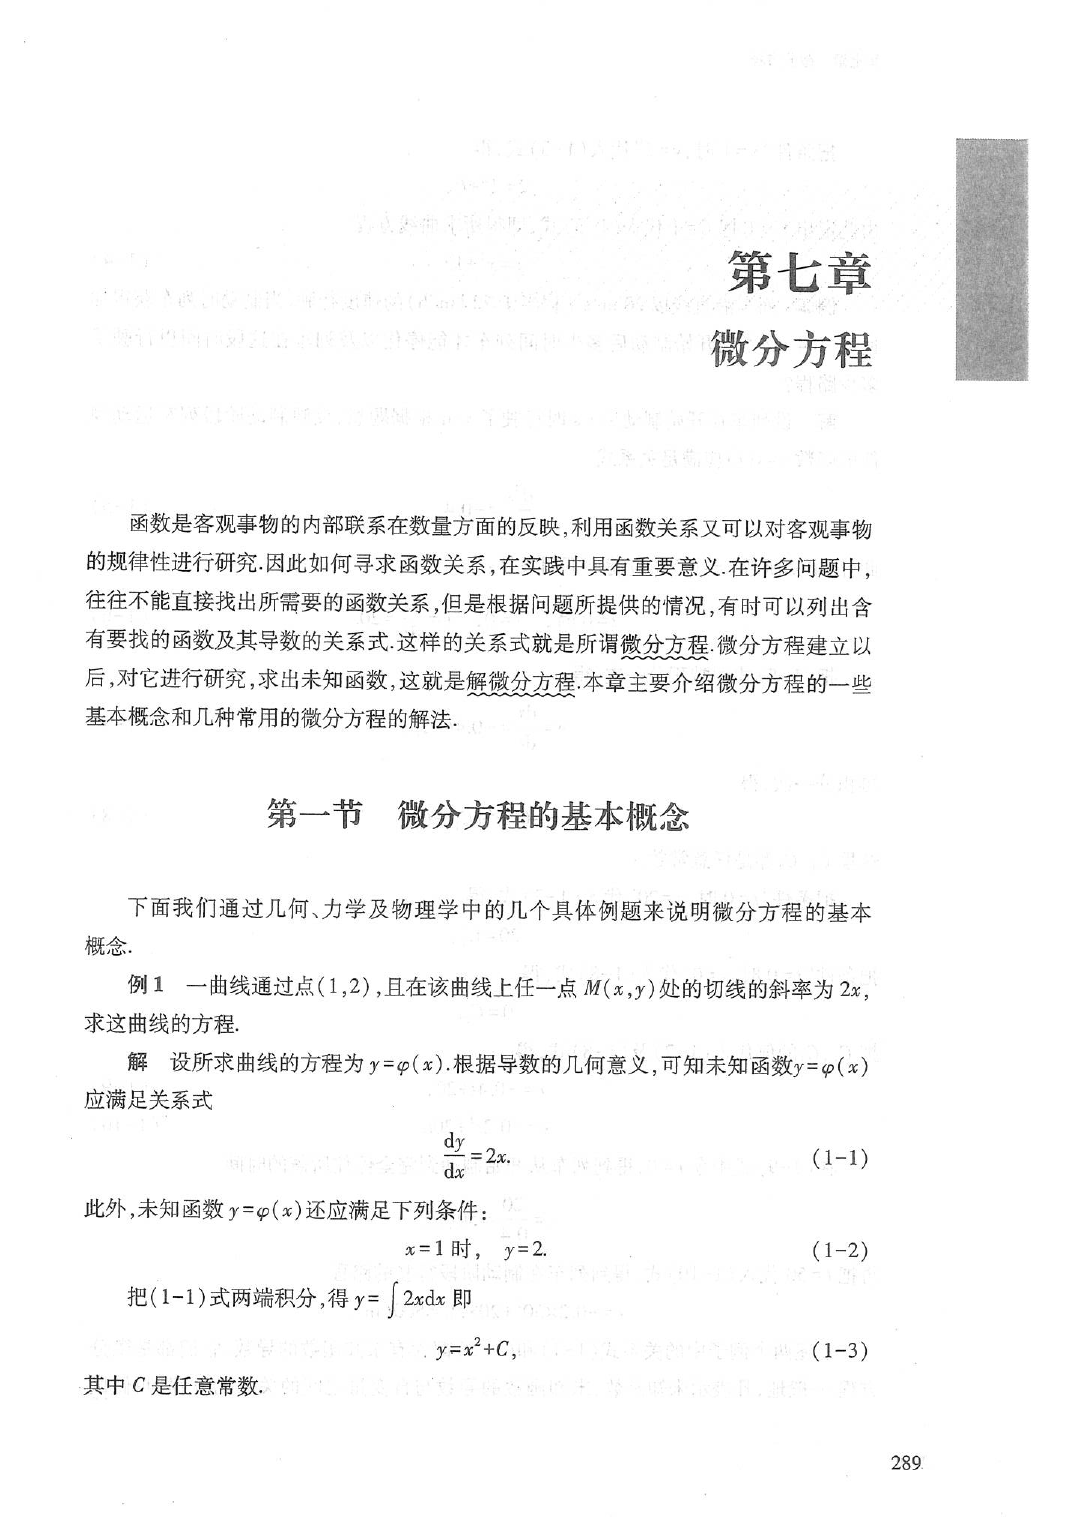 第七章
微分方程
函数是客观事物的内部联系在数量方面的反映,利用函数关系又可以对客观事物
的规律性进行研究.因此如何寻求函数关系,在实践中具有重要意义.在许多问题中,
往往不能直接找出所需要的函数关系,但是根据问题所提供的情况,有时可以列出含
有要找的函数及其导数的关系式.这样的关系式就是所谓微分方程.微分方程建立以
后,对它进行研究,求出未知函数,这就是解微分方程.本章主要介绍微分方程的一些
基本概念和几种常用的微分方程的解法.
第一节 微分方程的基本概念
下面我们通过几何、力学及物理学中的几个具体例题来说明微分方程的基本
概念.
例1 一曲线通过点(1,2),且在该曲线上任一点 M(x,y)处的切线的斜率为 2x,
求这曲线的方程.
解 设所求曲线的方程为 y=φ(x).根据导数的几何意义,可知未知函数y=φ(x)
应满足关系式
dy/dx=2x. (1-1)
此外,未知函数 y=φ(x)还应满足下列条件:
x=1 时, y=2. (1-2)
把(1-1)式两端积分,得 y=∫2xdx 即
y=x²+C, (1-3)
其中 C 是任意常数.
289